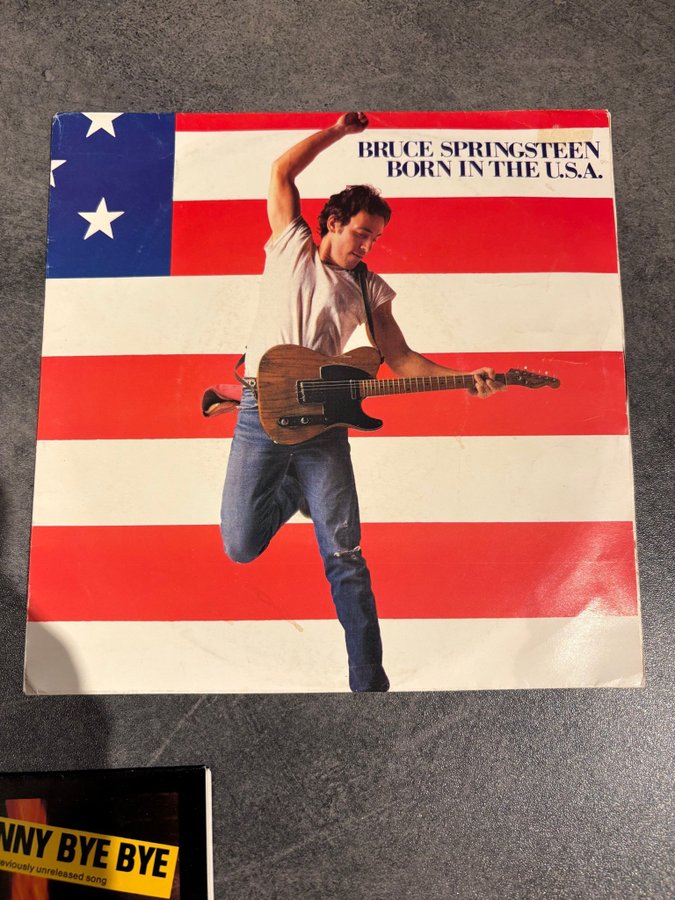 BRUCE SPRINGSTEEN
BORN IN THE U.S.A.
NNY BYE BYE
eviously unreleased song